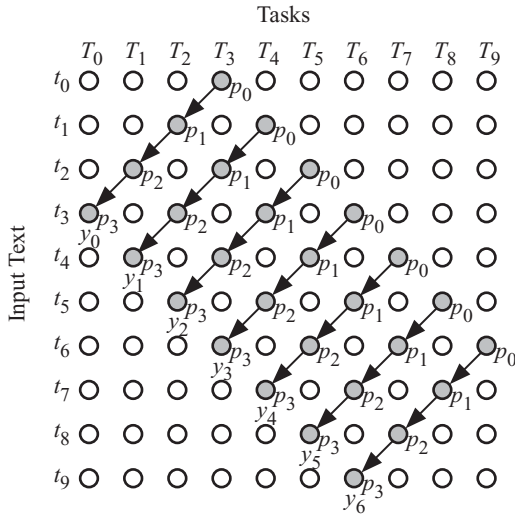 Tasks
T₀ T₁ T₂ T₃ T₄ T₅ T₆ T₇ T₈ T₉
Input Text
t₀ p₀
t₁ p₁ p₀
t₂ p₂ p₁ p₀
t₃ p₃ p₂ p₁ p₀
y₀
t₄ p₃ p₂ p₁ p₀
y₁
t₅ p₃ p₂ p₁ p₀
y₂
t₆ p₃ p₂ p₁ p₀
y₃
t₇ p₃ p₂ p₁
y₄
t₈ p₃ p₂
y₅
t₉ p₃
y₆